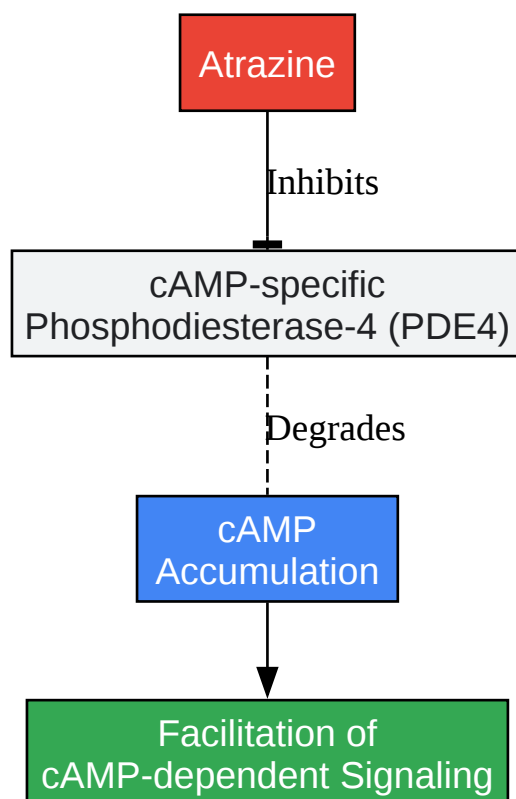 Atrazine
Inhibits
cAMP-specific
Phosphodiesterase-4 (PDE4)
Degrades
cAMP
Accumulation
Facilitation of
cAMP-dependent Signaling